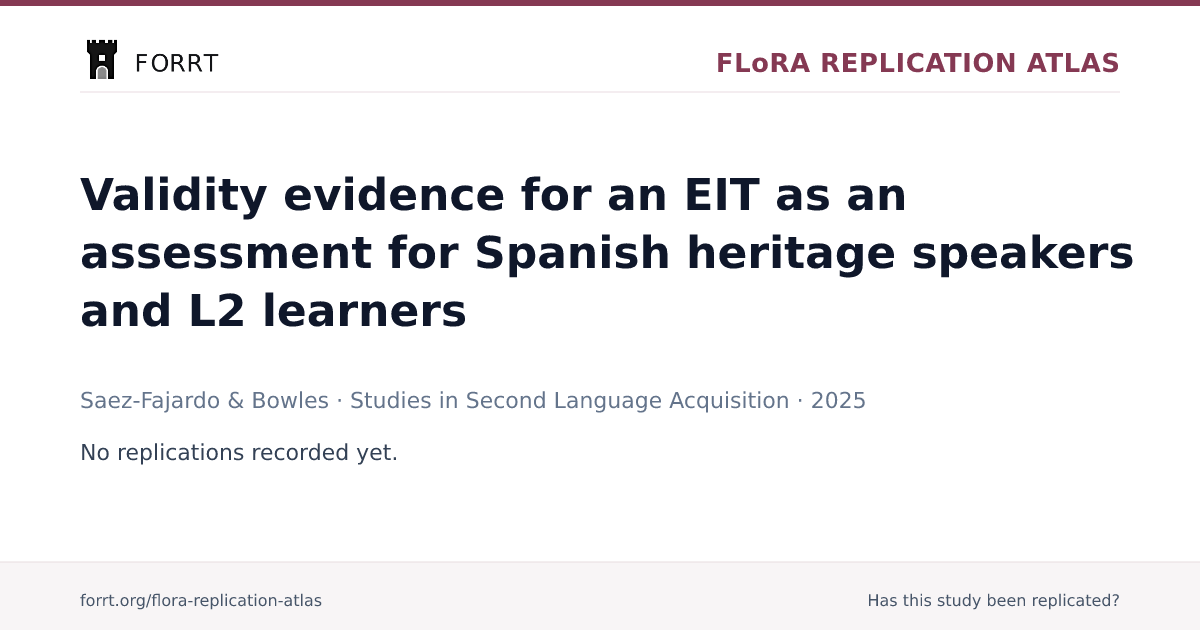 FORRT
FLoRA REPLICATION ATLAS
Validity evidence for an EIT as an
assessment for Spanish heritage speakers
and L2 learners
Saez-Fajardo & Bowles · Studies in Second Language Acquisition · 2025
No replications recorded yet.
forrt.org/flora-replication-atlas
Has this study been replicated?